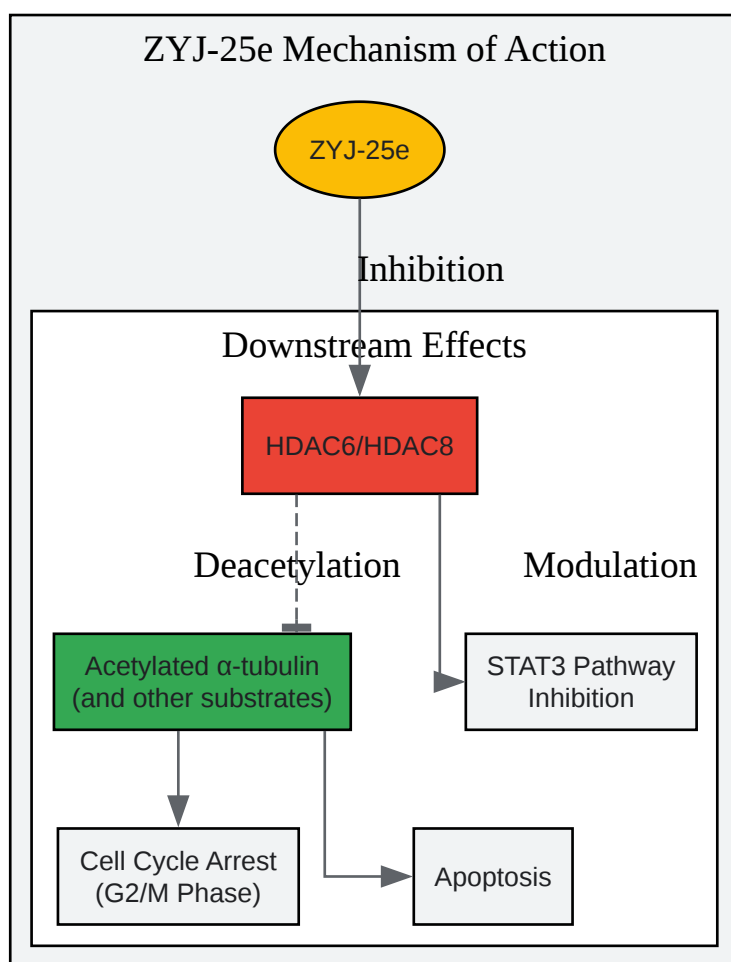 ZYJ-25e Mechanism of Action
ZYJ-25e
Inhibition
Downstream Effects
HDAC6/HDAC8
Deacetylation
Modulation
Acetylated α-tubulin
(and other substrates)
STAT3 Pathway
Inhibition
Cell Cycle Arrest
(G2/M Phase)
Apoptosis